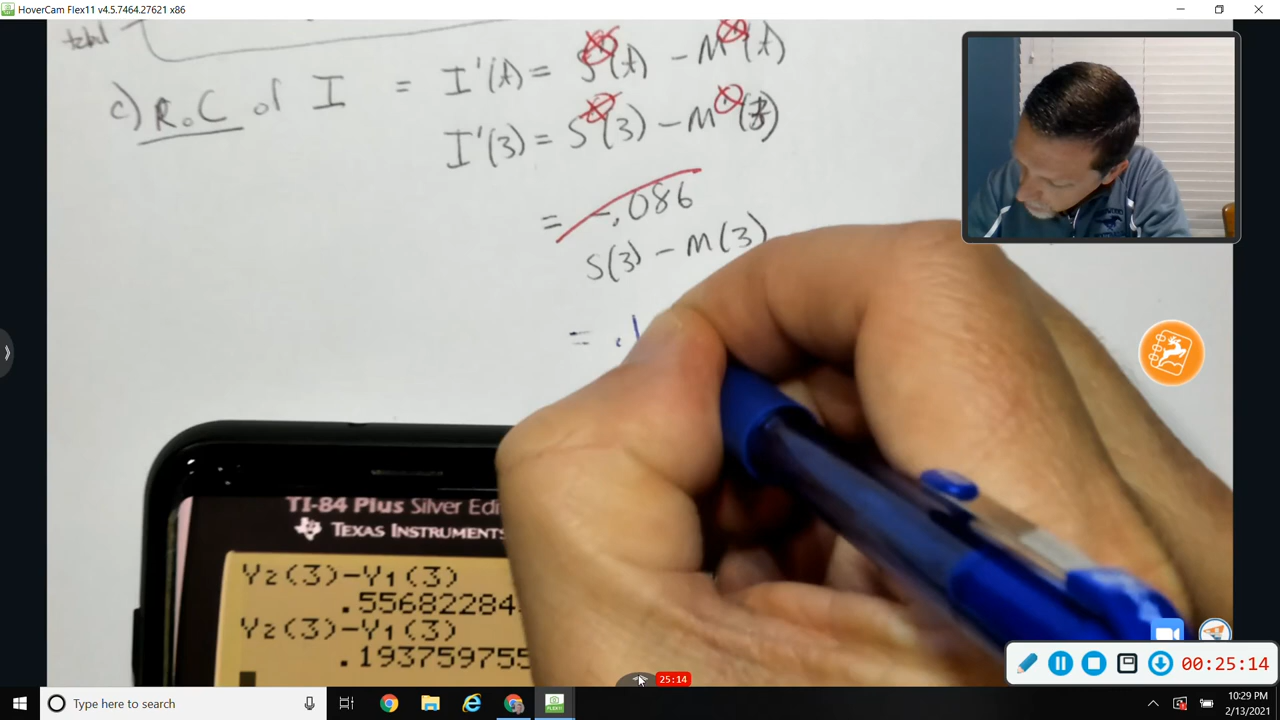 HoverCam Flex11 v4.5.7464.27621 x86
total
c) R.o.C of I = I'(t) = S'(t) - M'(t)
I'(3) = S'(3) - M'(3)
= -.086
S(3) - M(3)
= .1
TI-84 Plus Silver Edi
TEXAS INSTRUMENTS
Y2(3)-Y1(3)
.55682284
Y2(3)-Y1(3)
.193759755
00:25:14
25:14
Type here to search
10:29 PM
2/13/2021